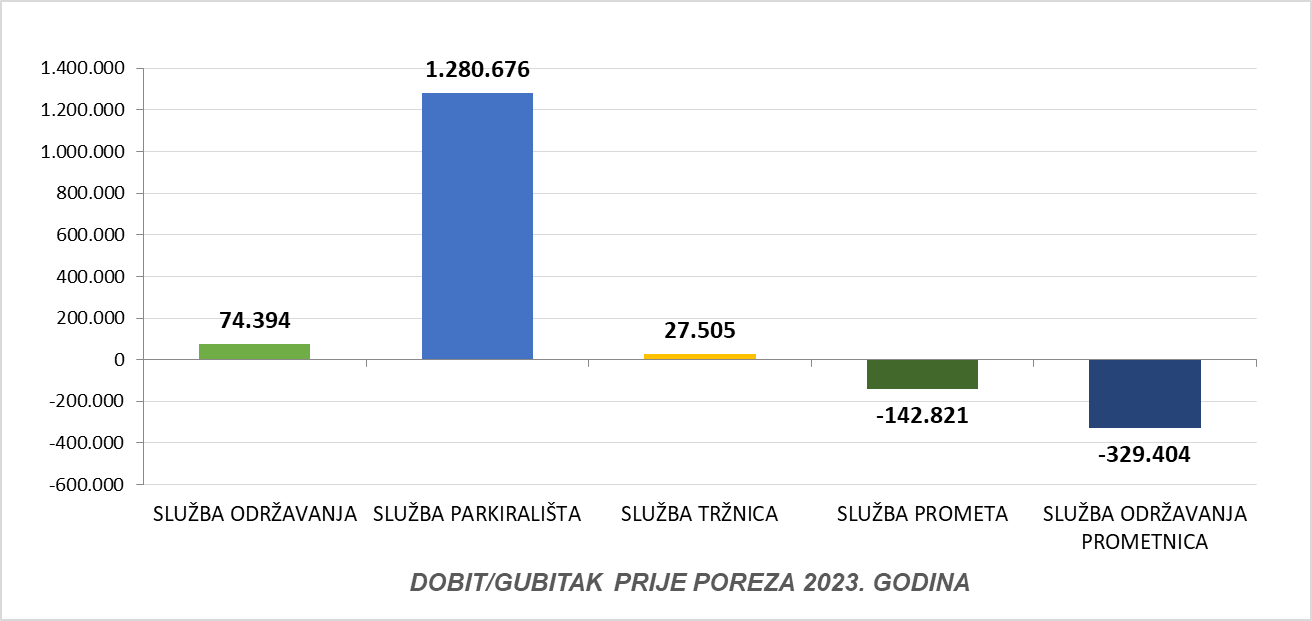 1.400.000
1.200.000
1.000.000
800.000
600.000
400.000
200.000
0
-200.000
-400.000
-600.000
74.394
1.280.676
27.505
-142.821
-329.404
SLUŽBA ODRŽAVANJA
SLUŽBA PARKIRALIŠTA
SLUŽBA TRŽNICA
SLUŽBA PROMETA
SLUŽBA ODRŽAVANJA
PROMETNICA
DOBIT/GUBITAK PRIJE POREZA 2023. GODINA